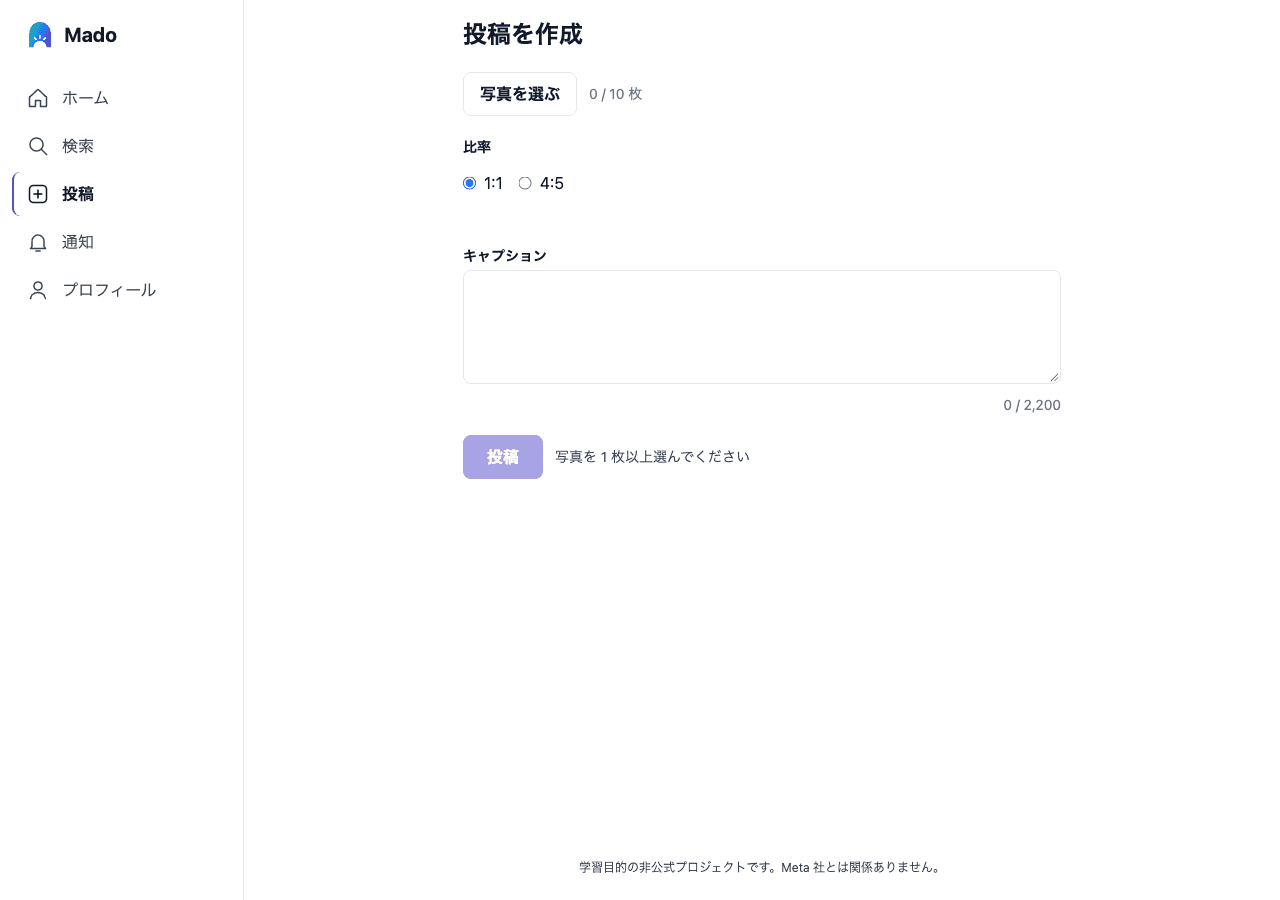 Mado
ホーム
検索
投稿
通知
プロフィール
投稿を作成
写真を選ぶ 0 / 10 枚
比率
1:1 4:5
キャプション
0 / 2,200
投稿 写真を 1 枚以上選んでください
学習目的の非公式プロジェクトです。Meta 社とは関係ありません。